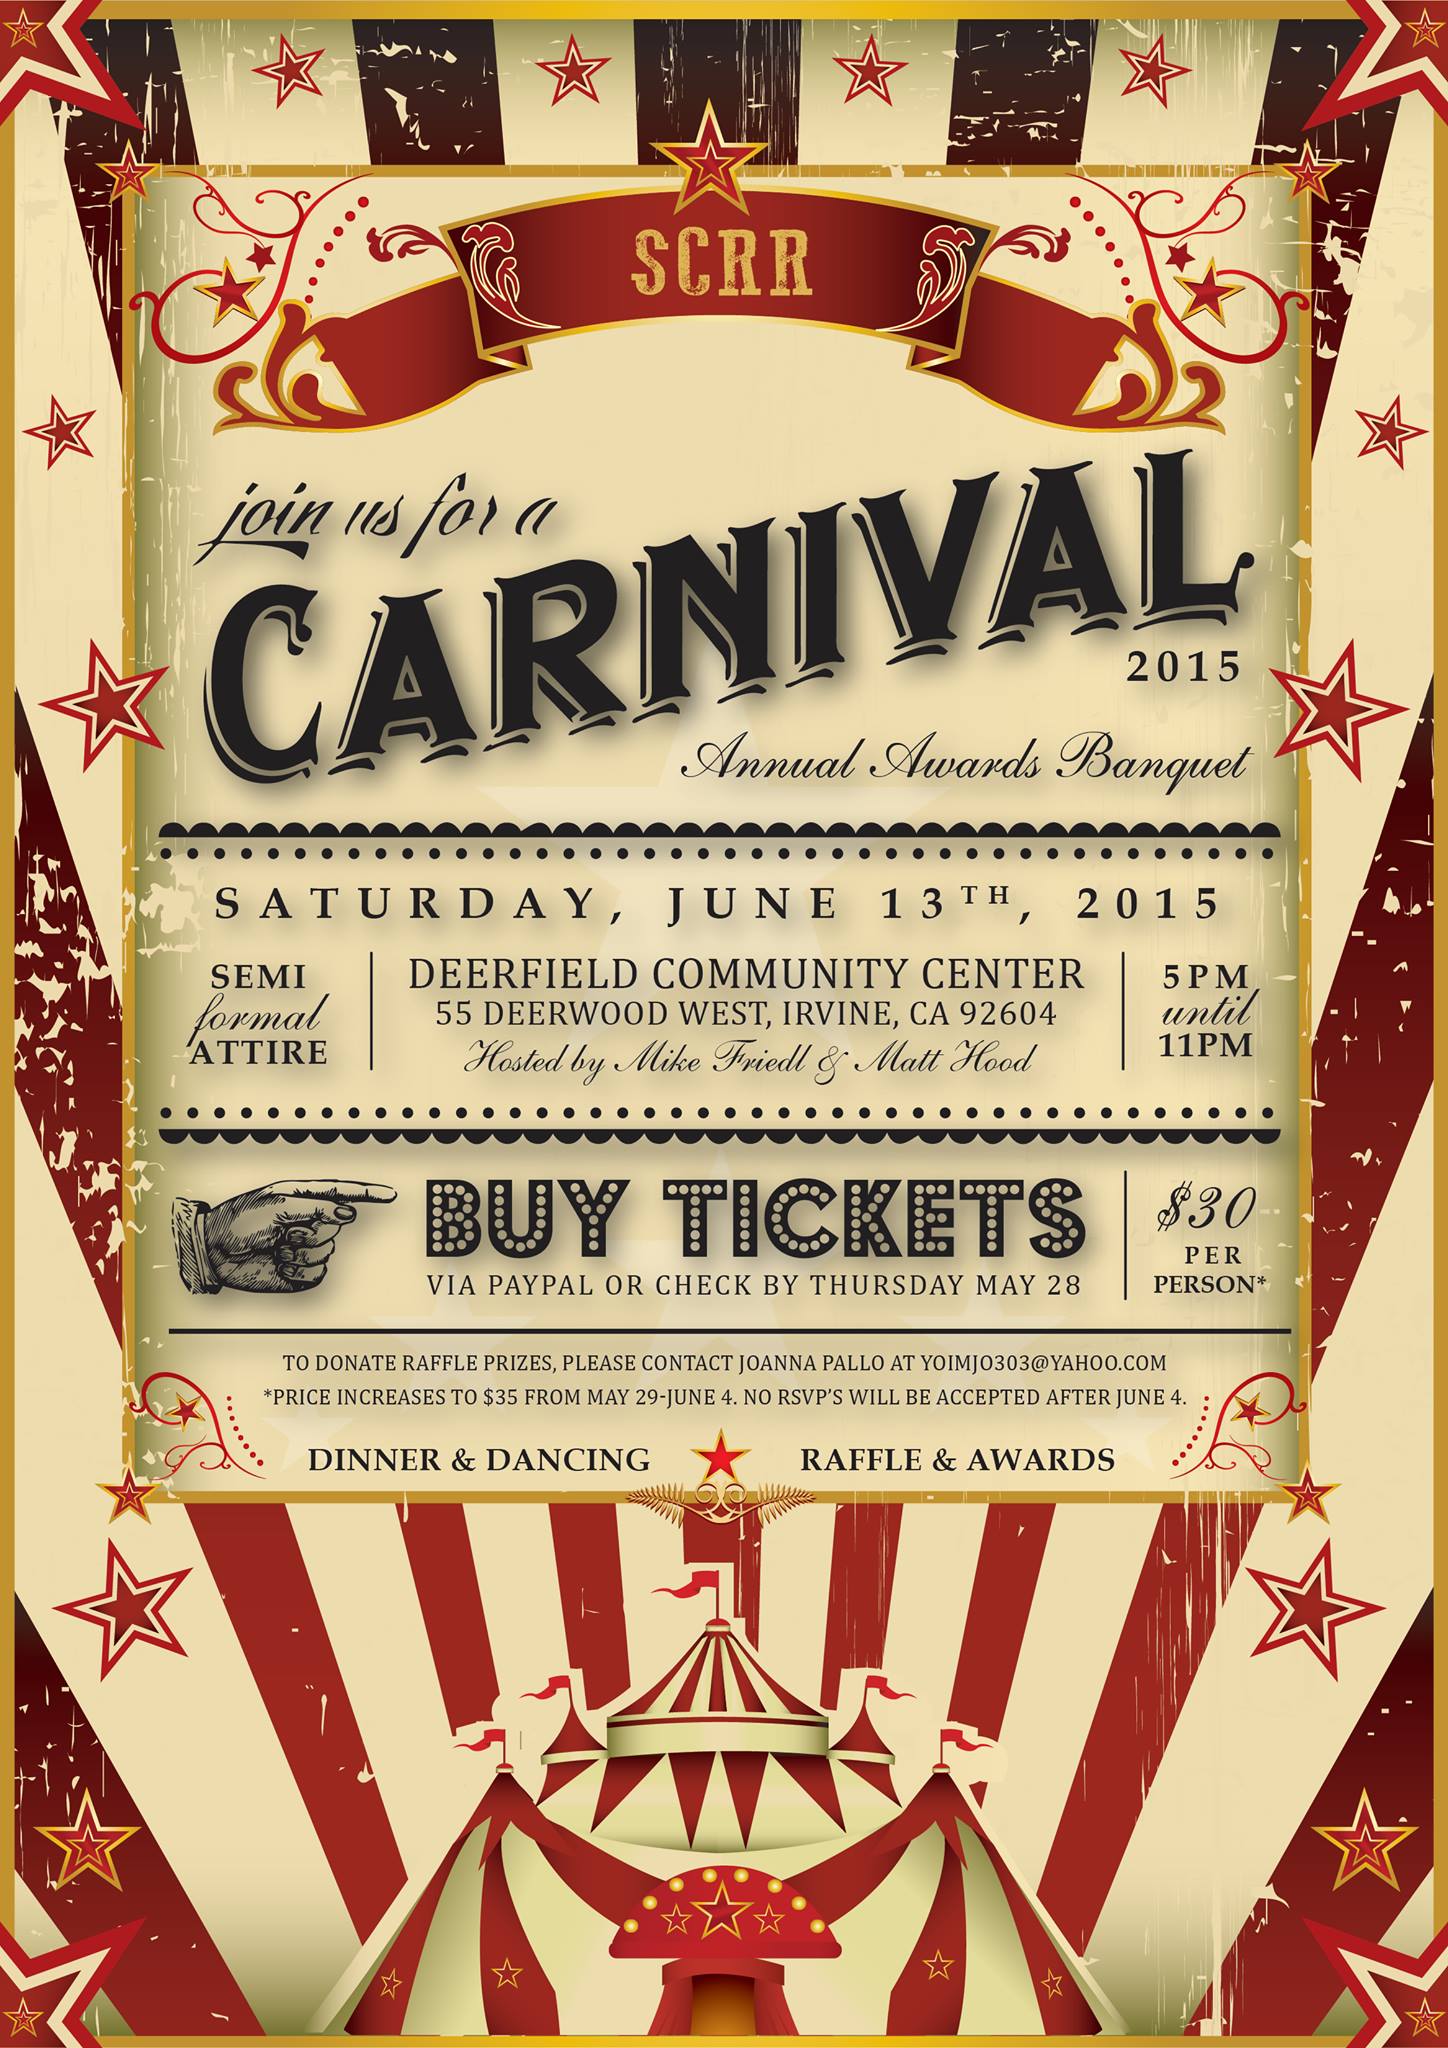 SCRR
join us for a
CARNIVAL
2015
Annual Awards Banquet
SATURDAY, JUNE 13TH, 2015
SEMI
formal
ATTIRE
DEERFIELD COMMUNITY CENTER
55 DEERWOOD WEST, IRVINE, CA 92604
Hosted by Mike Friedl & Matt Hood
5PM
until
11PM
BUY TICKETS
VIA PAYPAL OR CHECK BY THURSDAY MAY 28
$30
PER
PERSON*
TO DONATE RAFFLE PRIZES, PLEASE CONTACT JOANNA PALLO AT YOIMJO303@YAHOO.COM
*PRICE INCREASES TO $35 FROM MAY 29-JUNE 4. NO RSVP'S WILL BE ACCEPTED AFTER JUNE 4.
DINNER & DANCING
RAFFLE & AWARDS